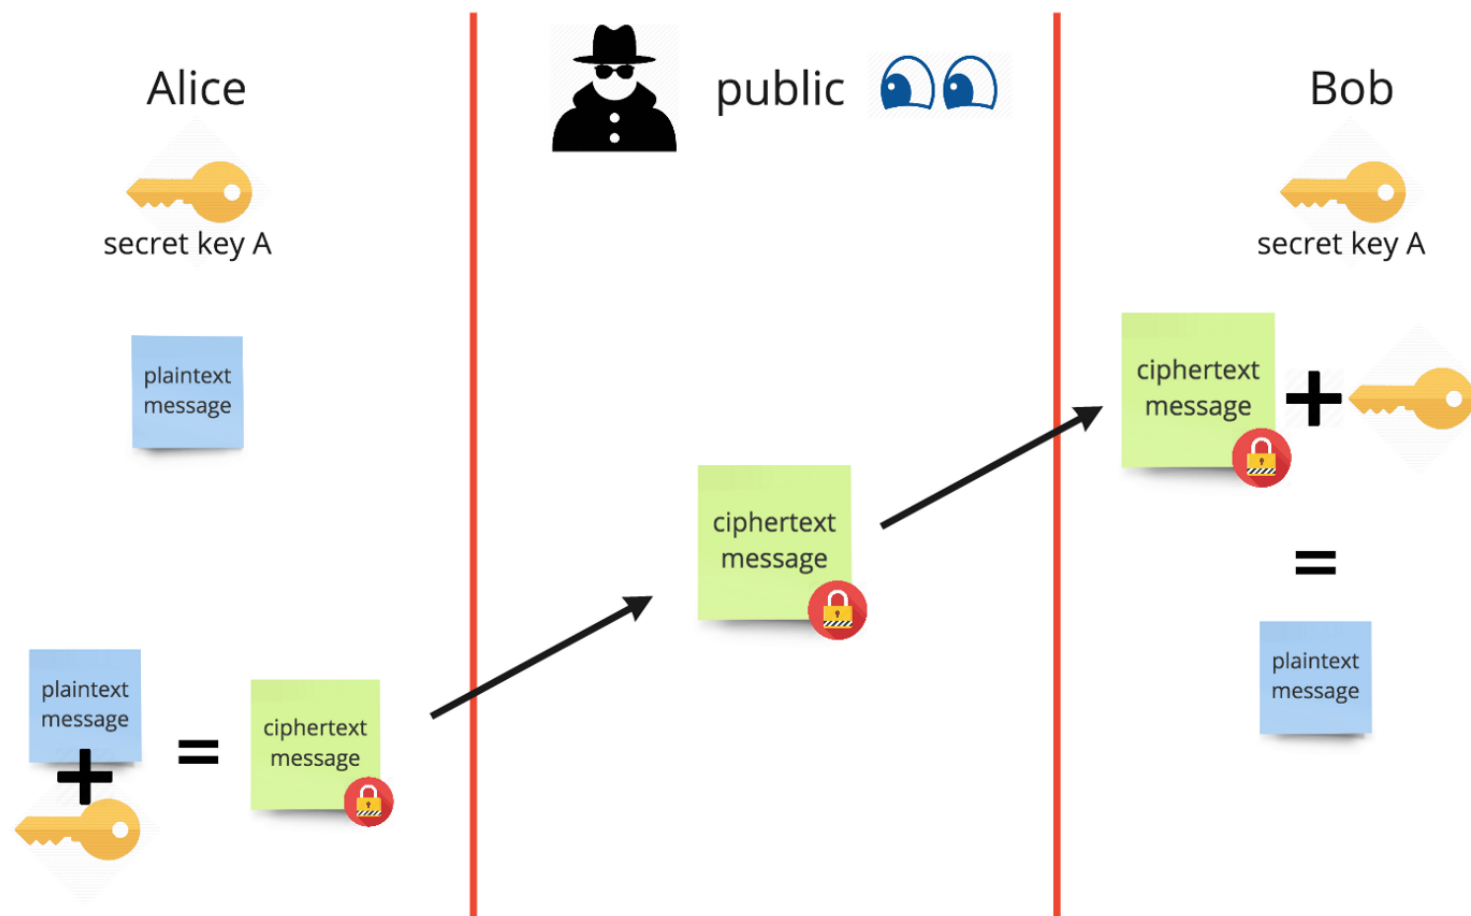 Alice
public
Bob
secret key A
secret key A
plaintext
message
ciphertext
message
ciphertext
message
plaintext
message
plaintext
message
ciphertext
message